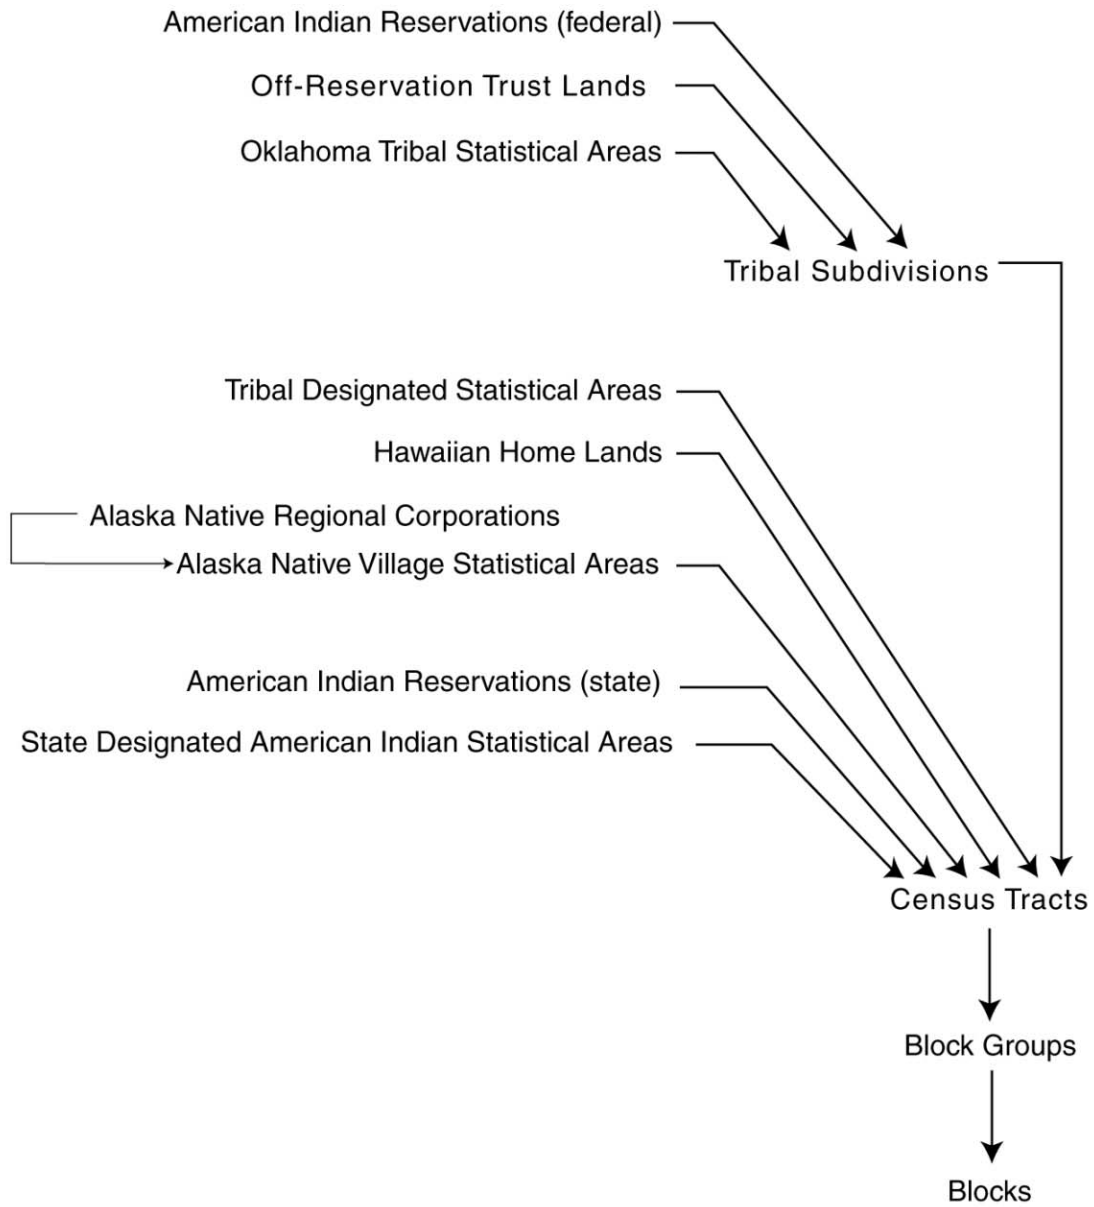 American Indian Reservations (federal)
Off-Reservation Trust Lands
Oklahoma Tribal Statistical Areas
Tribal Subdivisions
Tribal Designated Statistical Areas
Hawaiian Home Lands
Alaska Native Regional Corporations
Alaska Native Village Statistical Areas
American Indian Reservations (state)
State Designated American Indian Statistical Areas
Census Tracts
Block Groups
Blocks